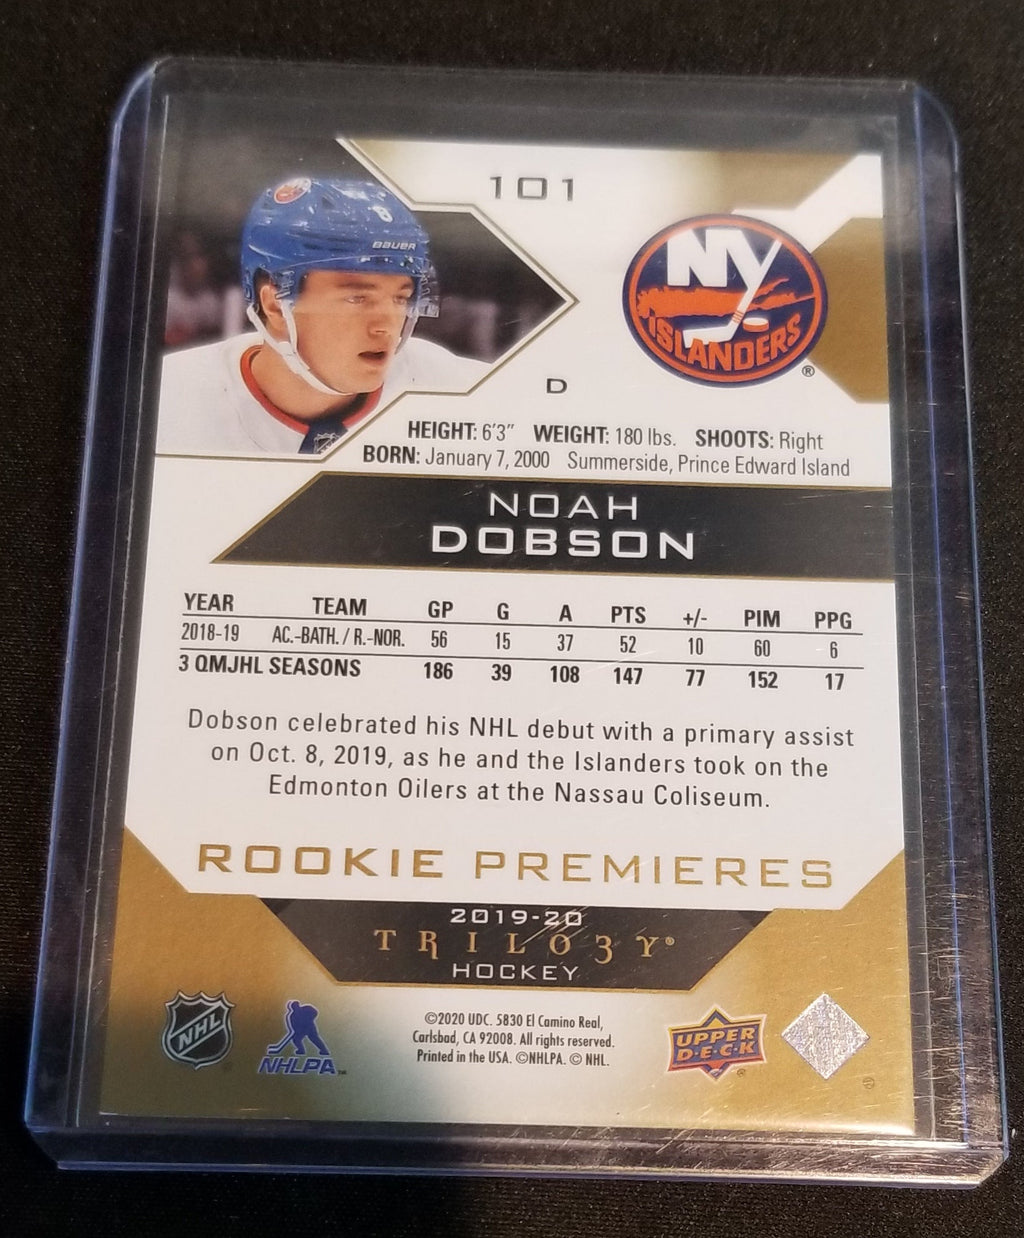 101
8
BAUER
NY
ISLANDERS
®
D
HEIGHT: 6'3" WEIGHT: 180 lbs. SHOOTS: Right
BORN: January 7, 2000 Summerside, Prince Edward Island
NOAH
DOBSON
YEAR TEAM GP G A PTS +/- PIM PPG
2018-19 AC.-BATH. / R.-NOR. 56 15 37 52 10 60 6
3 QMJHL SEASONS 186 39 108 147 77 152 17
Dobson celebrated his NHL debut with a primary assist
on Oct. 8, 2019, as he and the Islanders took on the
Edmonton Oilers at the Nassau Coliseum.
ROOKIE PREMIERES
2019-20
TRILO3Y®
HOCKEY
NHL
NHLPA™
©2020 UDC. 5830 El Camino Real,
Carlsbad, CA 92008. All rights reserved.
Printed in the USA. ©NHLPA. © NHL.
UPPER
D·E·C·K
®